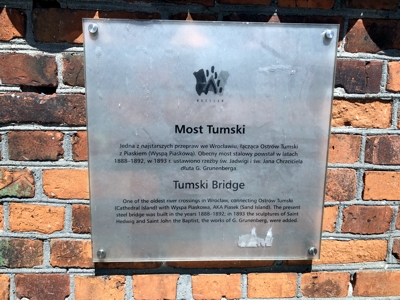 Most Tumski
Jedna z najstarszych przepraw we Wrocławiu, łącząca Ostrów Tumski
z Piaskiem (Wyspą Piaskową). Obecny most stalowy powstał w latach
1888-1892, w 1893 r. ustawiono rzeźby św. Jadwigi i św. Jana Chrzciciela
dłuta G. Grunenberga.
Tumski Bridge
One of the oldest river crossings in Wrocław, connecting Ostrów Tumski
(Cathedral Island) with Wyspa Piaskowa, AKA Piasek (Sand Island). The present
steel bridge was built in the years 1888-1892, in 1893 the sculptures of Saint
Hedwig and Saint John the Baptist, the works of G. Grunenberg, were added.